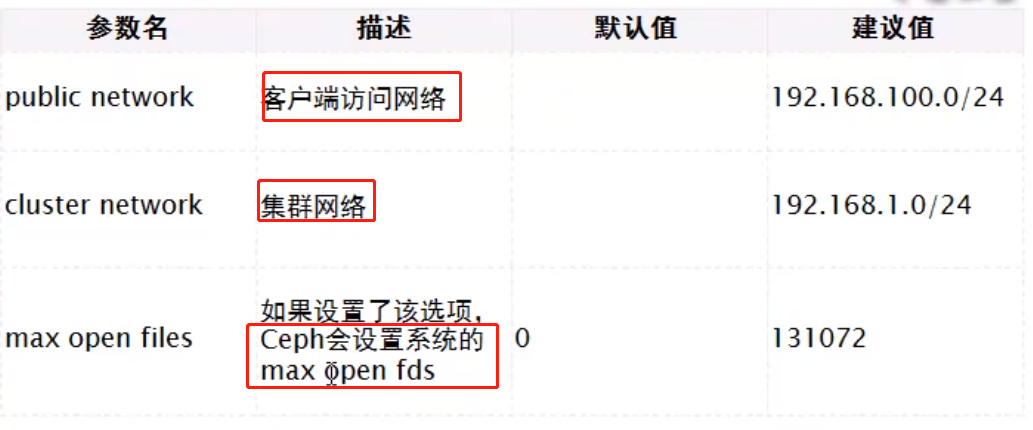 参数名 描述 默认值 建议值
public network 客户端访问网络 192.168.100.0/24
cluster network 集群网络 192.168.1.0/24
如果设置了该选项，
Ceph会设置系统的
max open files 0 131072
max open fds